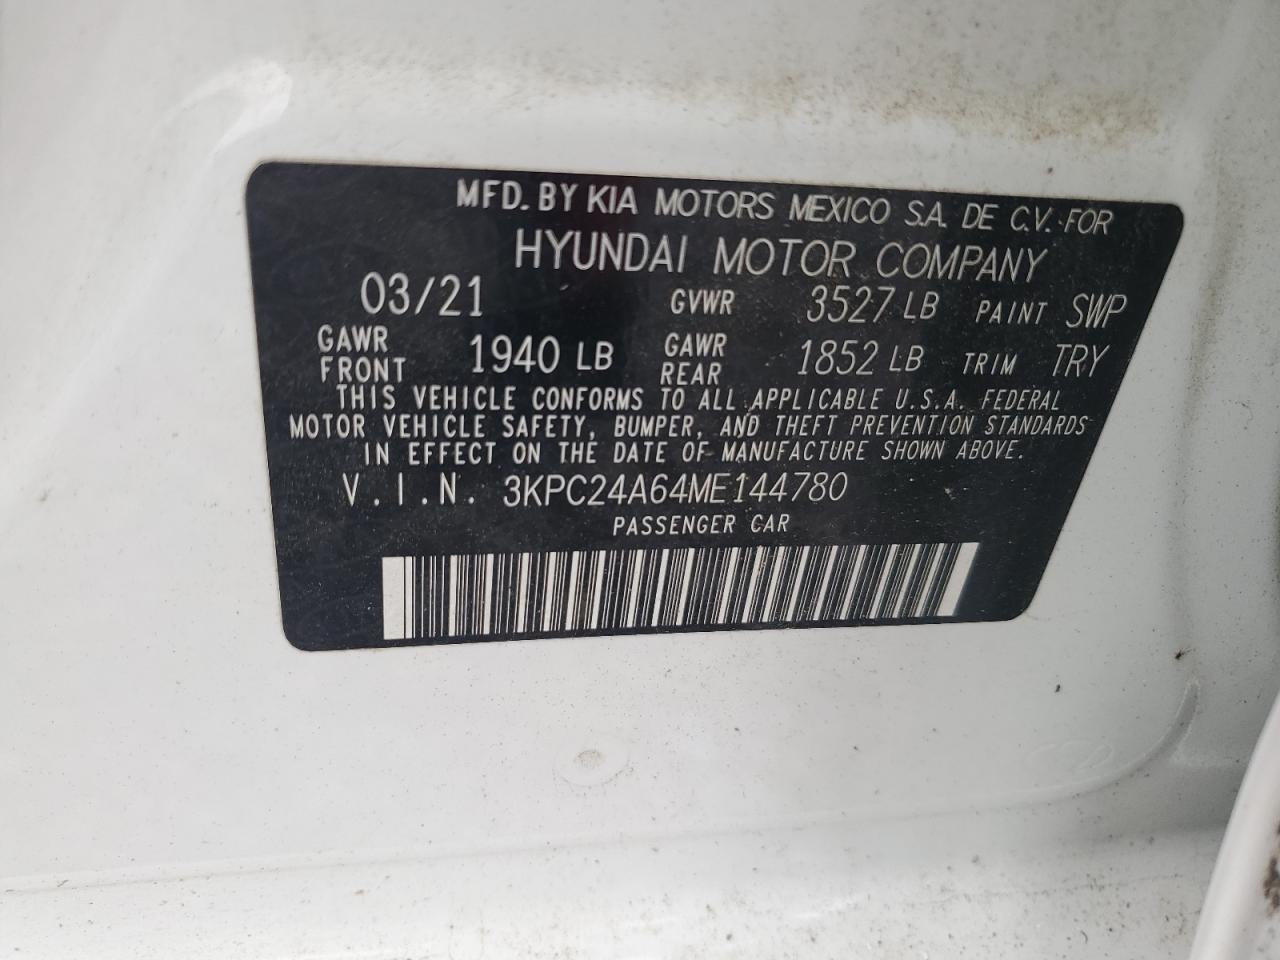 MFD. BY KIA MOTORS MEXICO S.A. DE C.V. FOR
HYUNDAI MOTOR COMPANY
03/21 GVWR 3527 LB PAINT SWP
GAWR FRONT 1940 LB GAWR REAR 1852 LB TRIM TRY
THIS VEHICLE CONFORMS TO ALL APPLICABLE U.S.A. FEDERAL
MOTOR VEHICLE SAFETY, BUMPER, AND THEFT PREVENTION STANDARDS
IN EFFECT ON THE DATE OF MANUFACTURE SHOWN ABOVE.
V.I.N. 3KPC24A64ME144780
PASSENGER CAR